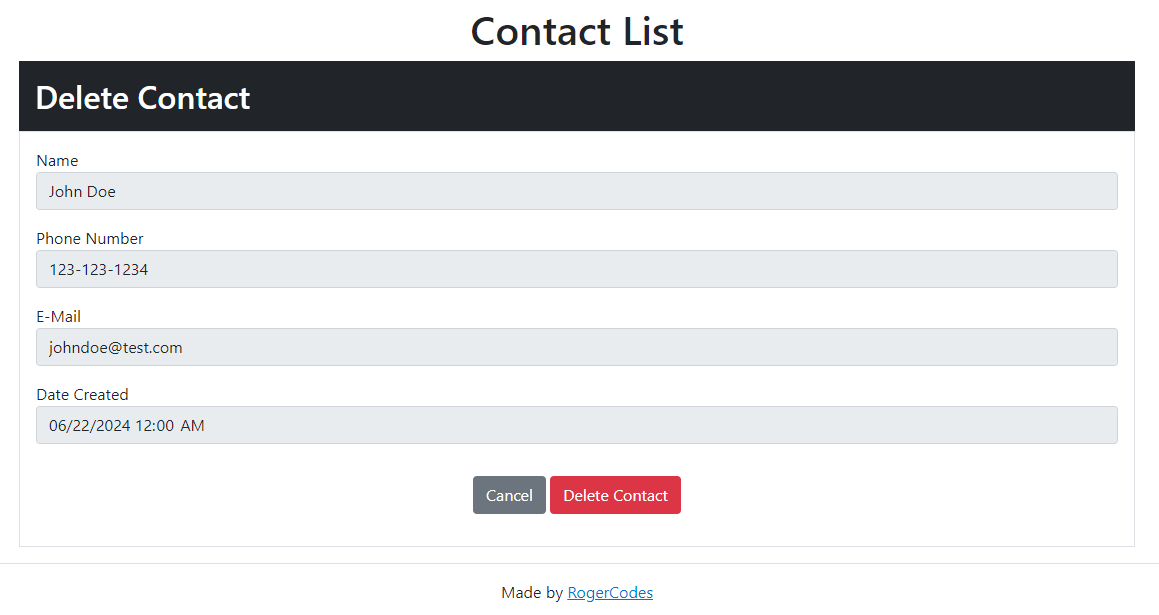 Contact List
Delete Contact
Name
John Doe
Phone Number
123-123-1234
E-Mail
johndoe@test.com
Date Created
06/22/2024 12:00 AM
Cancel Delete Contact
Made by RogerCodes